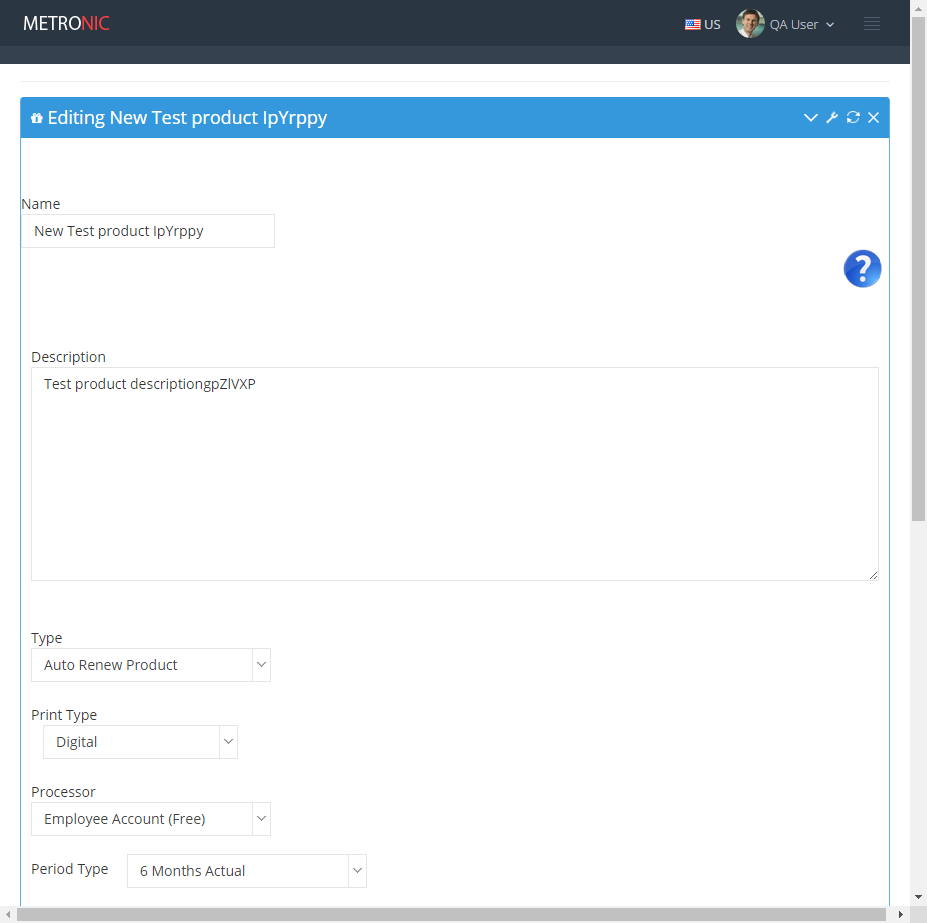 METRONIC
US
QA User
Editing New Test product IpYrppy
Name
New Test product IpYrppy
?
Description
Test product descriptiongpZlVXP
Type
Auto Renew Product
Print Type
Digital
Processor
Employee Account (Free)
Period Type
6 Months Actual